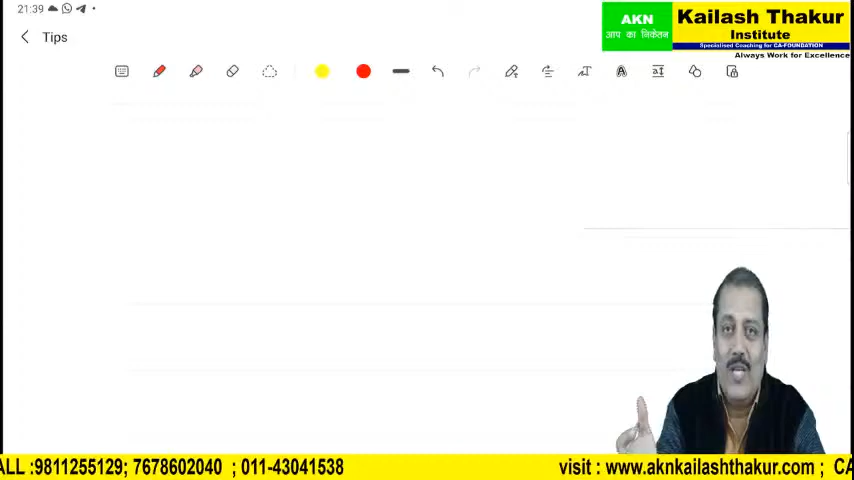 21:39
Tips
AKN
आप का निकेतन
Kailash Thakur
Institute
Specialised Coaching for CA-FOUNDATION
Always Work for Excellence
ALL :9811255129; 7678602040 ; 011-43041538
visit : www.aknkailashthakur.com ; CA